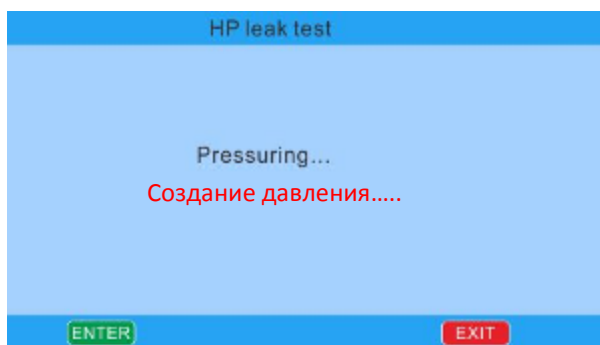 HP leak test
Pressuring...
Создание давления…..
ENTER
EXIT